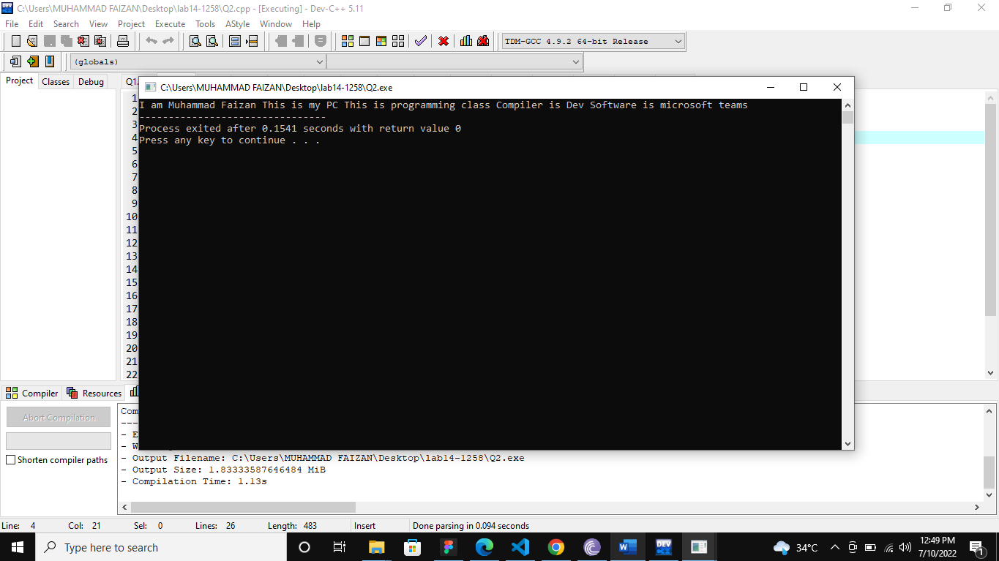 C:\Users\MUHAMMAD FAIZAN\Desktop\lab14-1258\Q2.cpp - [Executing] - Dev-C++ 5.11
File Edit Search View Project Execute Tools AStyle Window Help
TDM-GCC 4.9.2 64-bit Release
(globals)
Project Classes Debug
Q1.
C:\Users\MUHAMMAD FAIZAN\Desktop\lab14-1258\Q2.exe
I am Muhammad Faizan This is my PC This is programming class Compiler is Dev Software is microsoft teams
--------------------------------
Process exited after 0.1541 seconds with return value 0
Press any key to continue . . .
1
2
3
4
5
6
7
8
9
10
11
12
13
14
15
16
17
18
19
20
21
22
Compiler Resources
Abort Compilation
Shorten compiler paths
Com
---
- E
- W
- Output Filename: C:\Users\MUHAMMAD FAIZAN\Desktop\lab14-1258\Q2.exe
- Output Size: 1.83333587646484 MiB
- Compilation Time: 1.13s
Line: 4 Col: 21 Sel: 0 Lines: 26 Length: 483 Insert Done parsing in 0.094 seconds
Type here to search
DEV
34°C
12:49 PM
7/10/2022
1